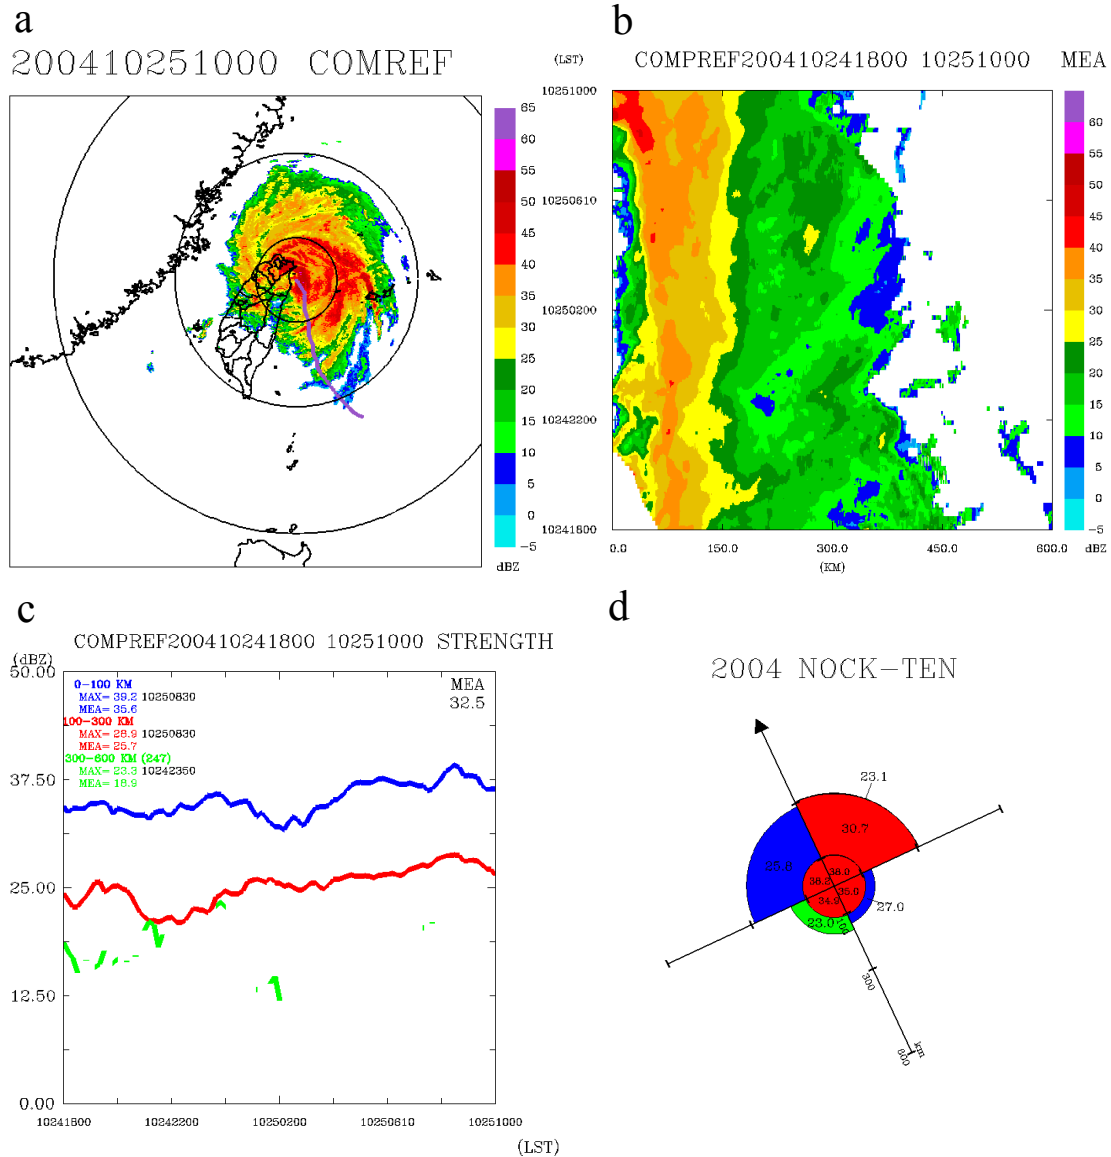 a
200410251000 COMREF
65
60
55
50
45
40
35
30
25
20
15
10
5
0
-5
dBZ
b
(LST) COMPREF200410241800 10251000 MEA
10251000
10250610
10250200
10242200
10241800
0.0 150.0 300.0 450.0 600.0
(KM)
60
55
50
45
40
35
30
25
20
15
10
5
0
-5
dBZ
c
COMPREF200410241800 10251000 STRENGTH
(dBZ)
50.00
37.50
25.00
12.50
0.00
0-100 KM
MAX= 39.2 10250830
MEA= 35.6
100-300 KM
MAX= 28.9 10250830
MEA= 25.7
300-600 KM (247)
MAX= 23.3 10242350
MEA= 18.9
MEA
32.5
10241800 10242200 10250200 10250610 10251000
(LST)
d
2004 NOCK-TEN
23.1
30.7
25.8
36.0
34.9
27.0
23.0
300
600
km